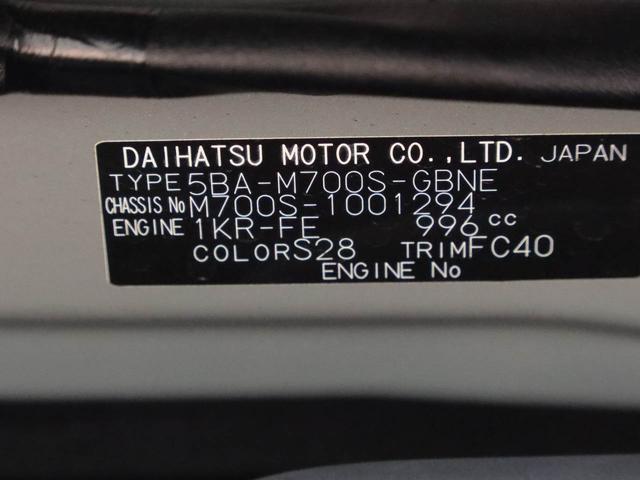 DAIHATSU MOTOR CO.,LTD. JAPAN
TYPE 5BA-M700S-GBNE
CHASSIS No M700S-1001294
ENGINE 1KR-FE 996 cc
COLOR S28 TRIM FC40
ENGINE No